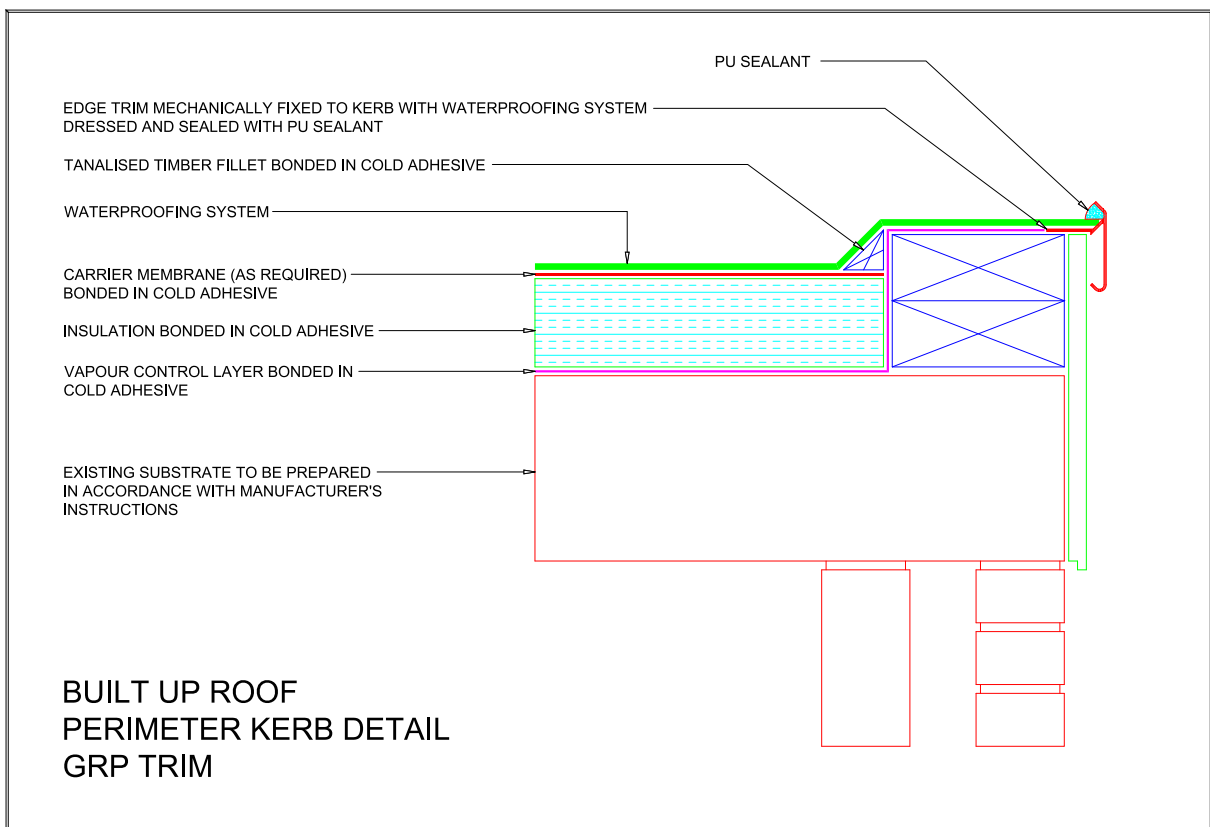 PU SEALANT
EDGE TRIM MECHANICALLY FIXED TO KERB WITH WATERPROOFING SYSTEM
DRESSED AND SEALED WITH PU SEALANT
TANALISED TIMBER FILLET BONDED IN COLD ADHESIVE
WATERPROOFING SYSTEM
CARRIER MEMBRANE (AS REQUIRED)
BONDED IN COLD ADHESIVE
INSULATION BONDED IN COLD ADHESIVE
VAPOUR CONTROL LAYER BONDED IN
COLD ADHESIVE
EXISTING SUBSTRATE TO BE PREPARED
IN ACCORDANCE WITH MANUFACTURER'S
INSTRUCTIONS
BUILT UP ROOF
PERIMETER KERB DETAIL
GRP TRIM